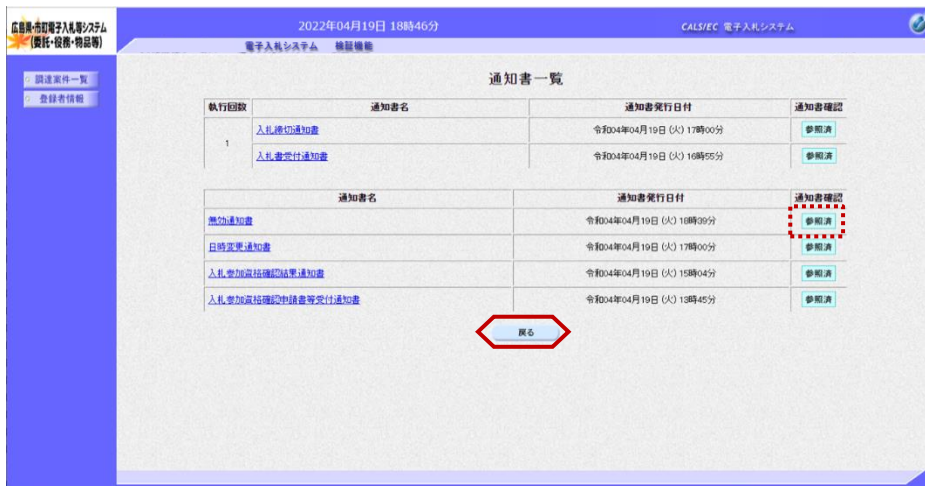 広島県・市町電子入札等システム
(委託・役務・物品等)
2022年04月19日 18時46分
CALS/EC 電子入札システム
電子入札システム 検証機能
調達案件一覧
登録者情報
通知書一覧
執行回数 通知書名 通知書発行日付 通知書確認
1
入札締切通知書 令和04年04月19日 (火) 17時00分 参照済
入札書受付通知書 令和04年04月19日 (火) 16時55分 参照済
通知書名 通知書発行日付 通知書確認
無効通知書 令和04年04月19日 (火) 18時39分 参照済
日時変更通知書 令和04年04月19日 (火) 17時00分 参照済
入札参加資格確認結果通知書 令和04年04月19日 (火) 15時04分 参照済
入札参加資格確認申請書等受付通知書 令和04年04月19日 (火) 13時45分 参照済
戻る